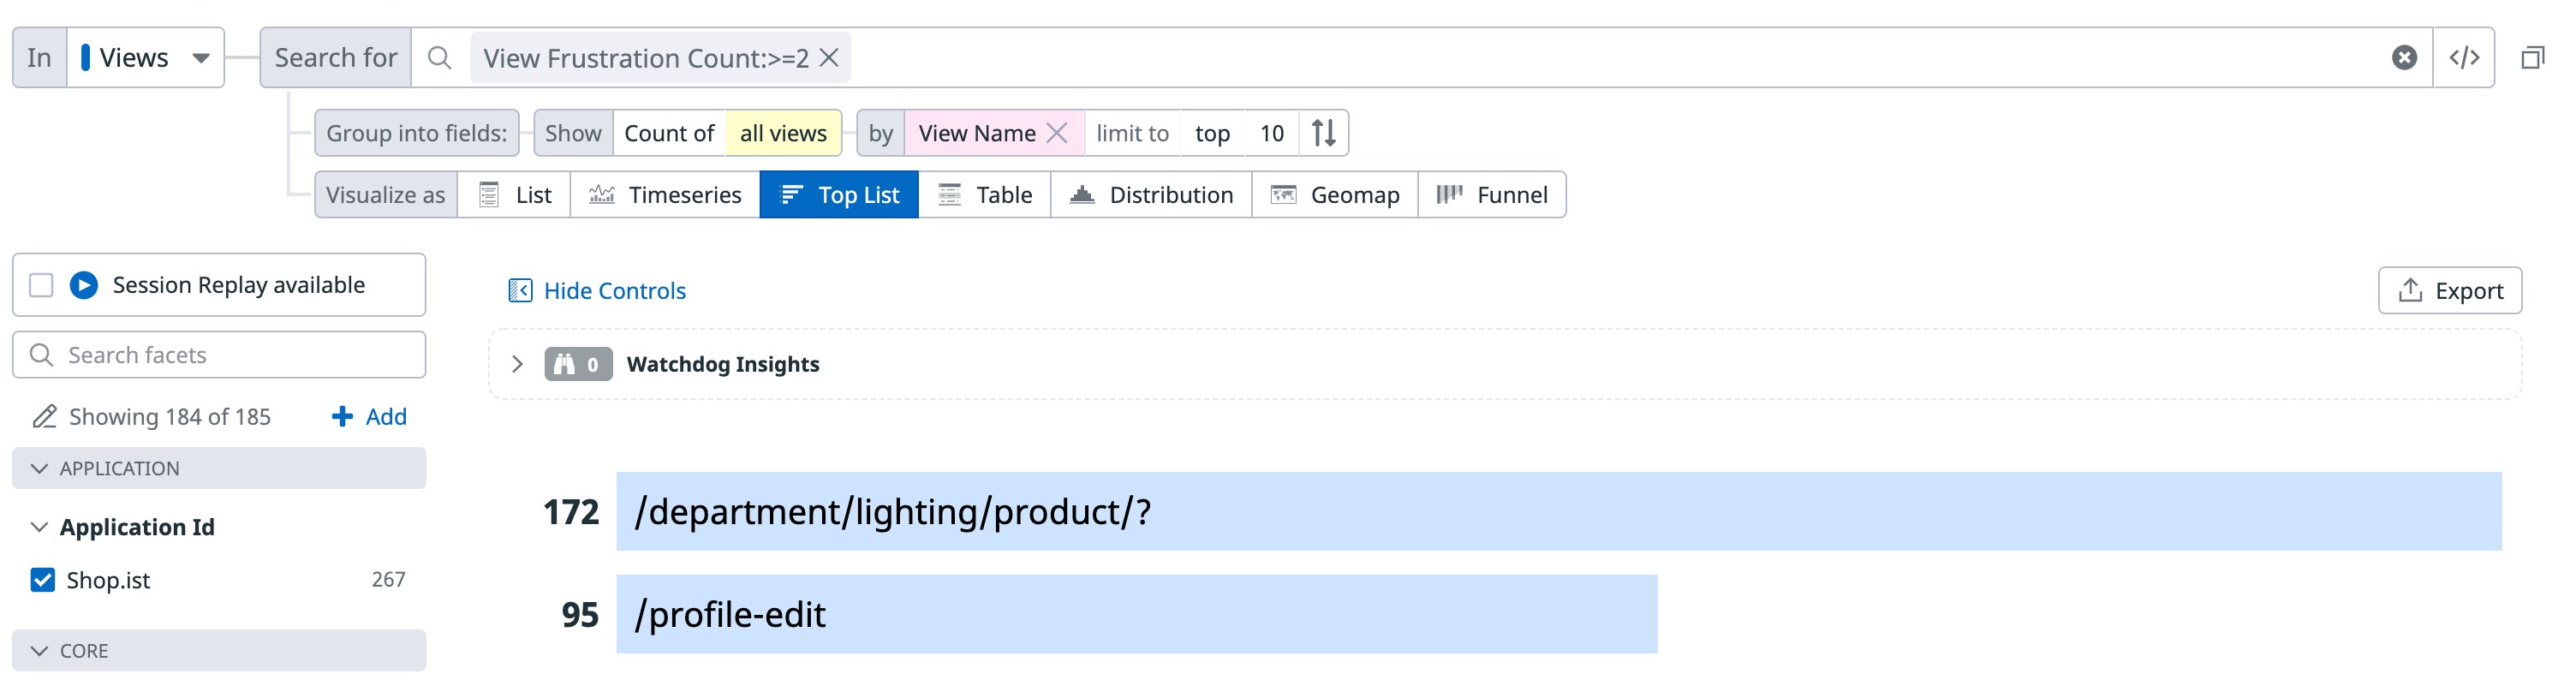 In Views Search for View Frustration Count:>=2 </>
Group into fields: Show Count of all views by View Name limit to top 10
Visualize as List Timeseries Top List Table Distribution Geomap Funnel
Session Replay available
Hide Controls
Export
Search facets
0 Watchdog Insights
Showing 184 of 185 + Add
APPLICATION
Application Id
Shop.ist 267
CORE
172 /department/lighting/product/?
95 /profile-edit